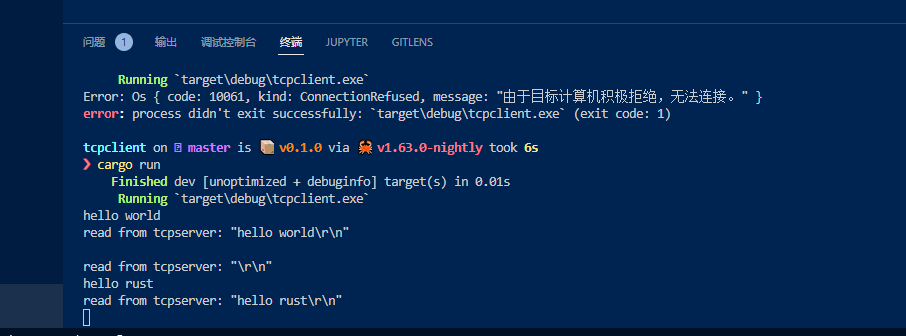 问题 1 输出 调试控制台 终端 JUPYTER GITLENS
Running `target\debug\tcpclient.exe`
Error: Os { code: 10061, kind: ConnectionRefused, message: "由于目标计算机积极拒绝，无法连接。" }
error: process didn't exit successfully: `target\debug\tcpclient.exe` (exit code: 1)
tcpclient on master is 📦 v0.1.0 via 🦀 v1.63.0-nightly took 6s
❯ cargo run
Finished dev [unoptimized + debuginfo] target(s) in 0.01s
Running `target\debug\tcpclient.exe`
hello world
read from tcpserver: "hello world\r\n"
read from tcpserver: "\r\n"
hello rust
read from tcpserver: "hello rust\r\n"